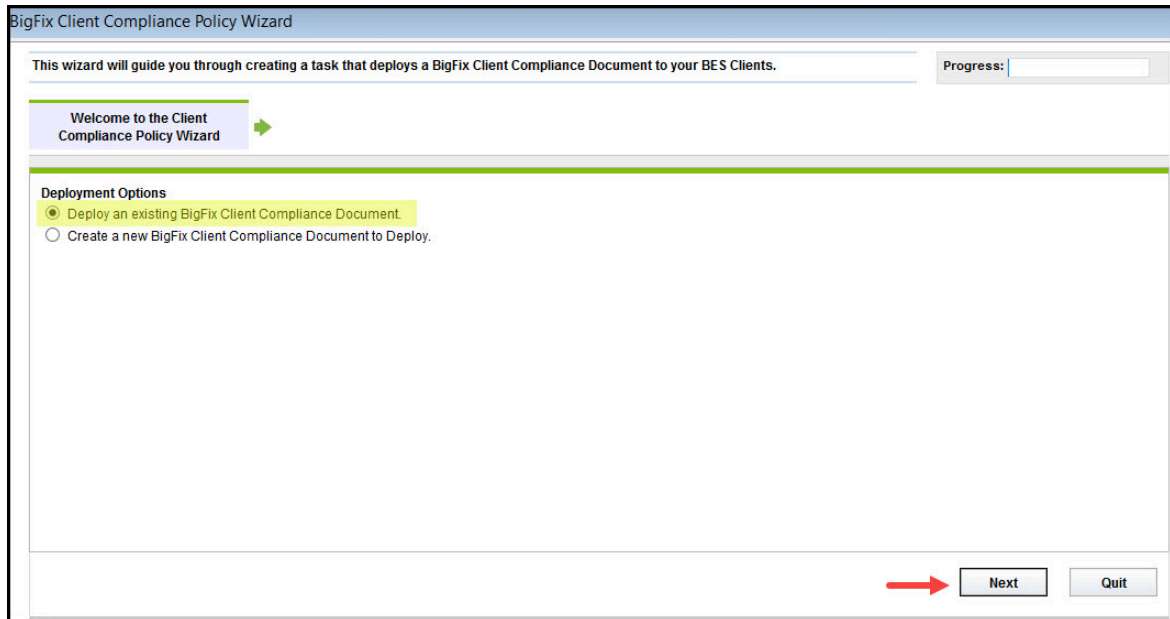 BigFix Client Compliance Policy Wizard
This wizard will guide you through creating a task that deploys a BigFix Client Compliance Document to your BES Clients.
Progress:
Welcome to the Client
Compliance Policy Wizard
Deployment Options
Deploy an existing BigFix Client Compliance Document.
Create a new BigFix Client Compliance Document to Deploy.
Next
Quit